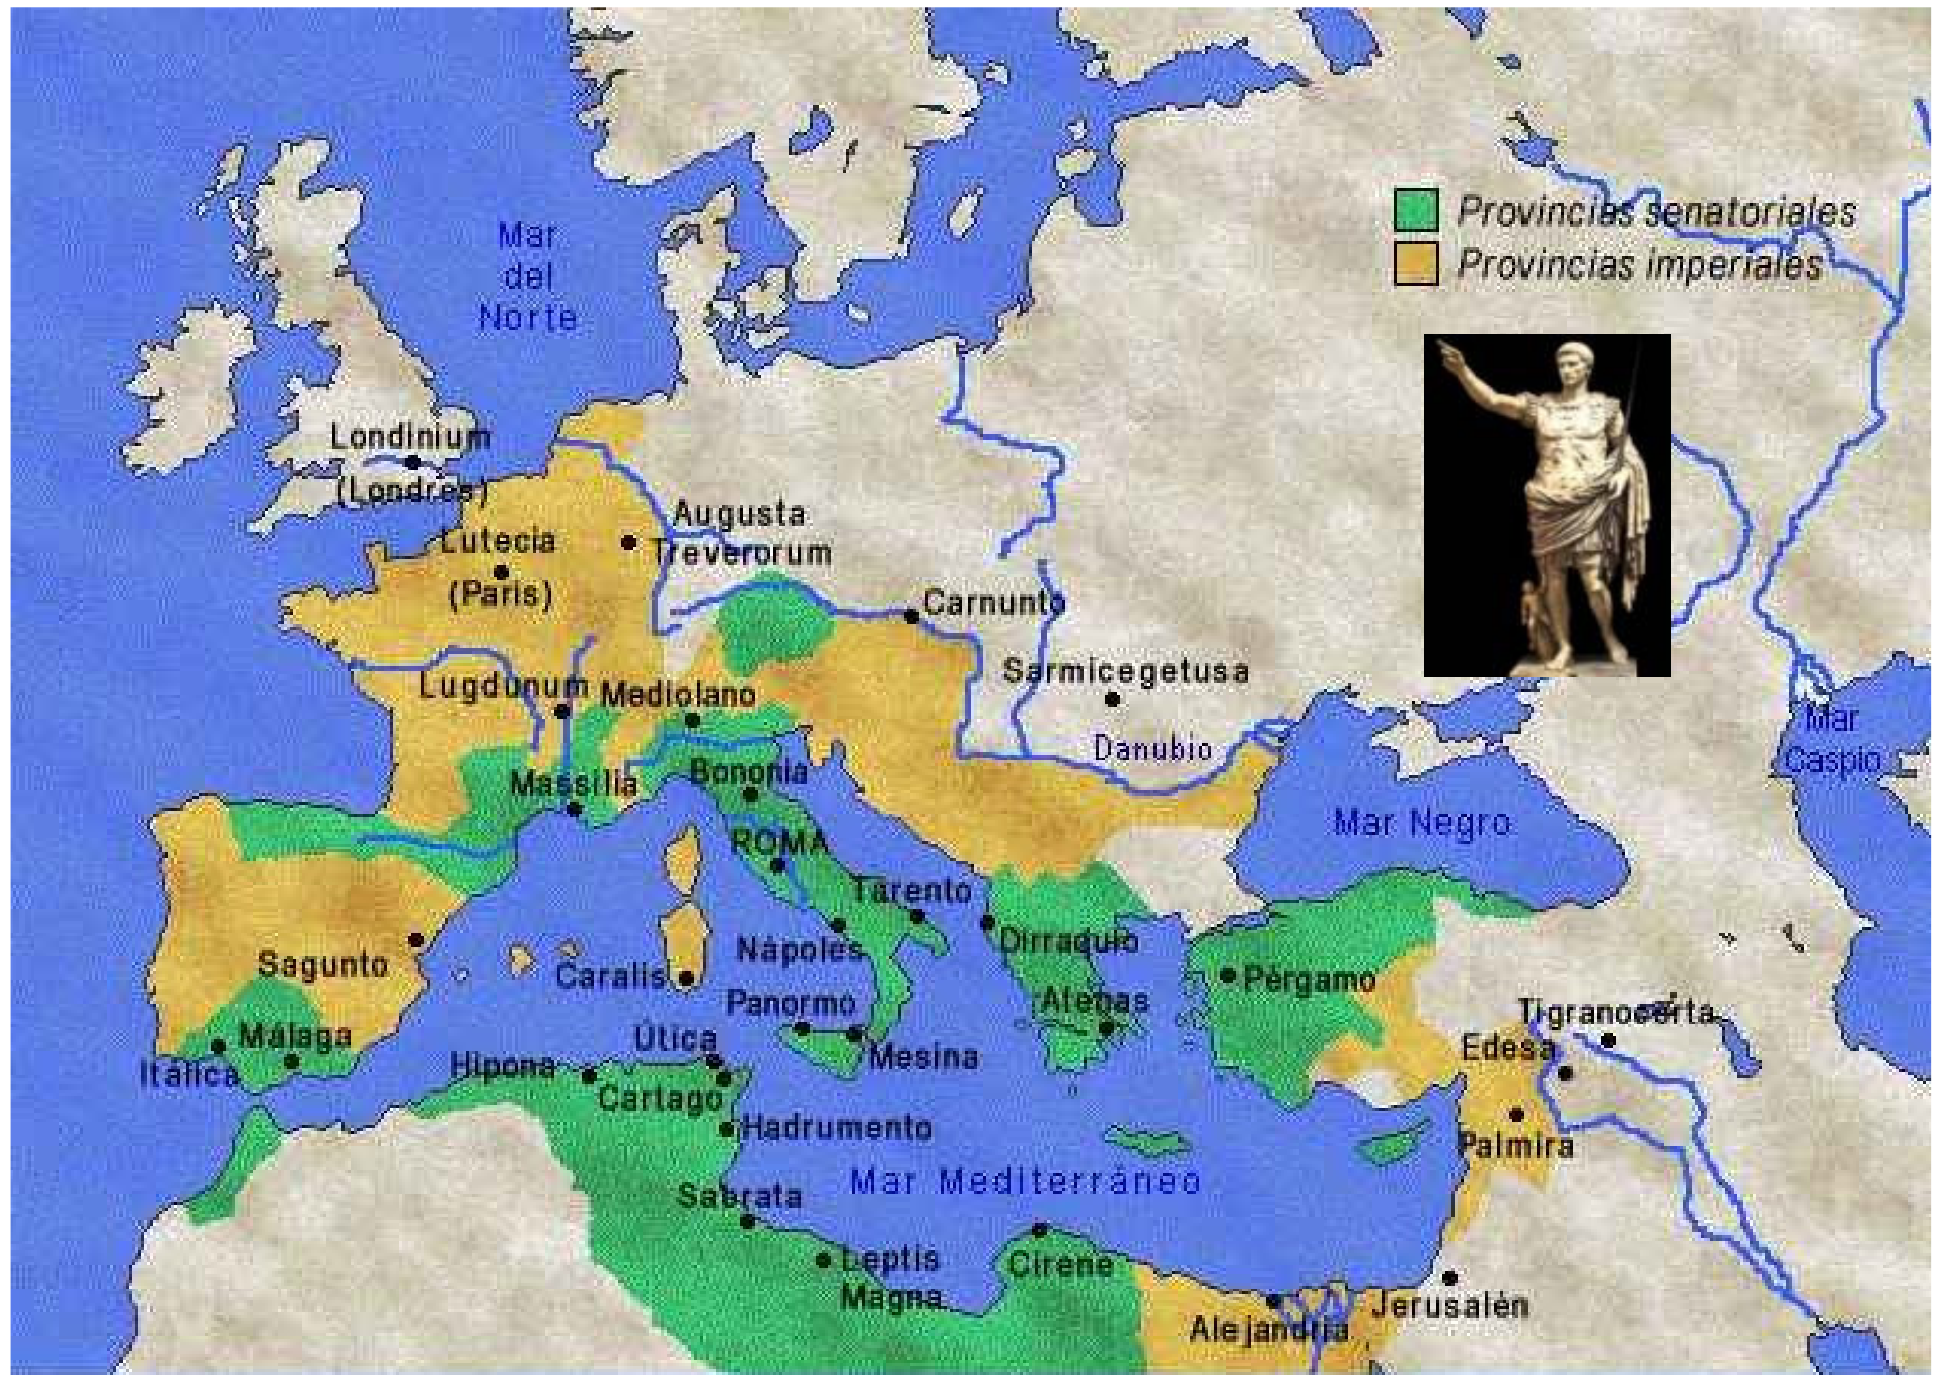 Mar
del
Norte
Provincias senatoriales
Provincias imperiales
Londinium
(Londres)
Augusta
Treverorum
Lutecia
(Paris)
Carnunto
Sarmicegetusa
Lugdunum
Mediolano
Danubio
Mar
Caspio
Massilia
Bononia
Mar Negro
ROMA
Tarento
Dirraquio
Nápoles
Sagunto
Caralis
Pérgamo
Panormo
Atenas
Tigranocerta
Málaga
Útica
Mesina
Edesa
Itálica
Hipona
Cartago
Hadrumento
Palmira
Mar Mediterráneo
Sabrata
Leptis
Magna
Cirene
Jerusalén
Alejandría